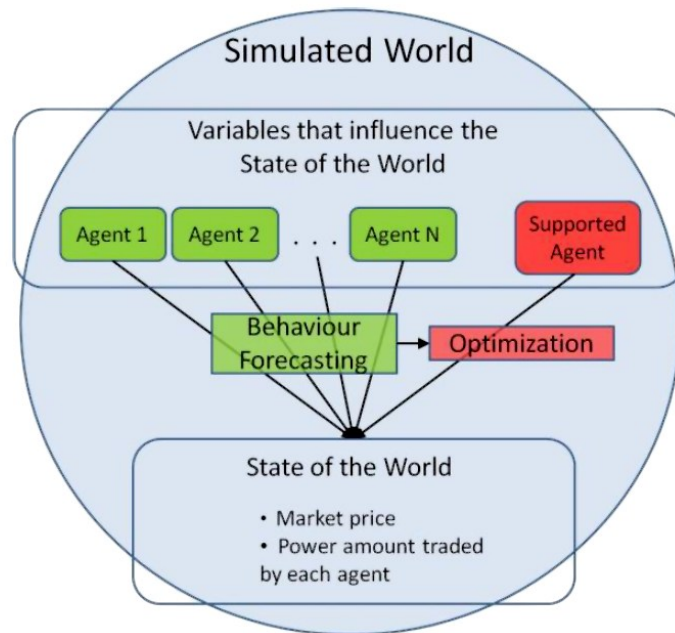 Simulated World
Variables that influence the
State of the World
Agent 1
Agent 2
. . .
Agent N
Supported
Agent
Behaviour
Forecasting
Optimization
State of the World
• Market price
• Power amount traded
by each agent